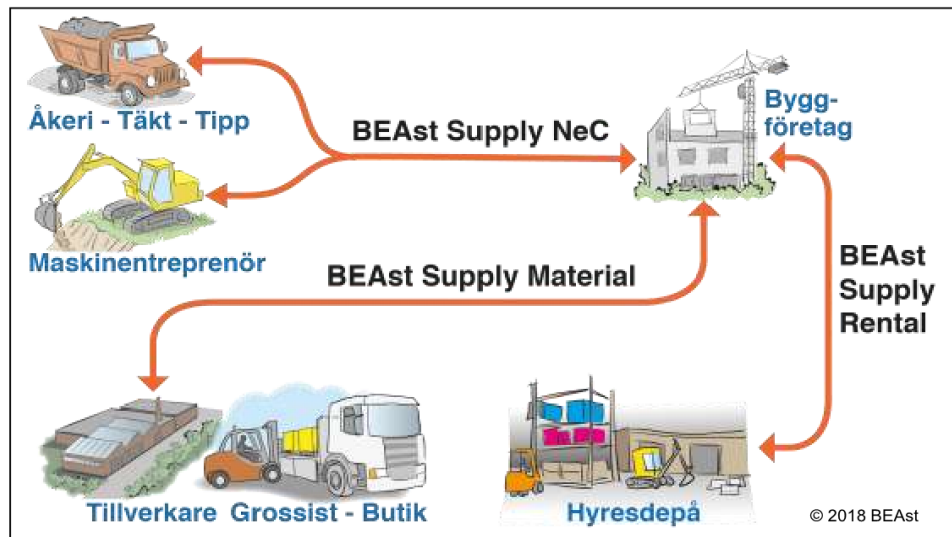 Åkeri - Täkt - Tipp
BEAst Supply NeC
Bygg-
företag
Maskinentreprenör
BEAst Supply Material
BEAst
Supply
Rental
Tillverkare Grossist - Butik
Hyresdepå
© 2018 BEAst